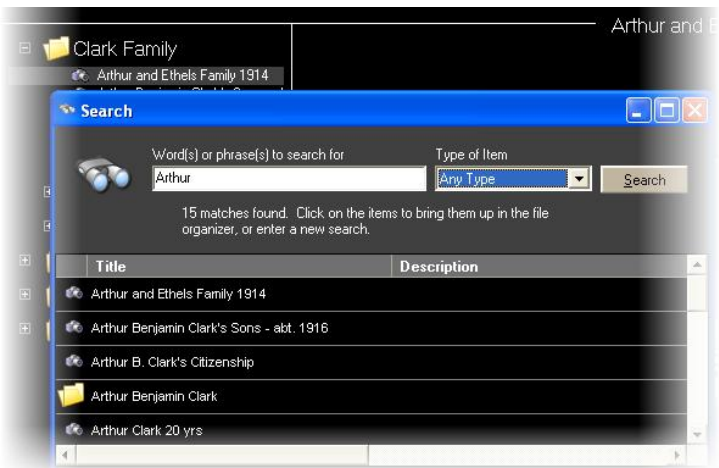 Arthur and E
Clark Family
Arthur and Ethels Family 1914
Search
Word(s) or phrase(s) to search for
Type of Item
Arthur
Any Type
Search
15 matches found. Click on the items to bring them up in the file
organizer, or enter a new search.
Title
Description
Arthur and Ethels Family 1914
Arthur Benjamin Clark's Sons - abt. 1916
Arthur B. Clark's Citizenship
Arthur Benjamin Clark
Arthur Clark 20 yrs